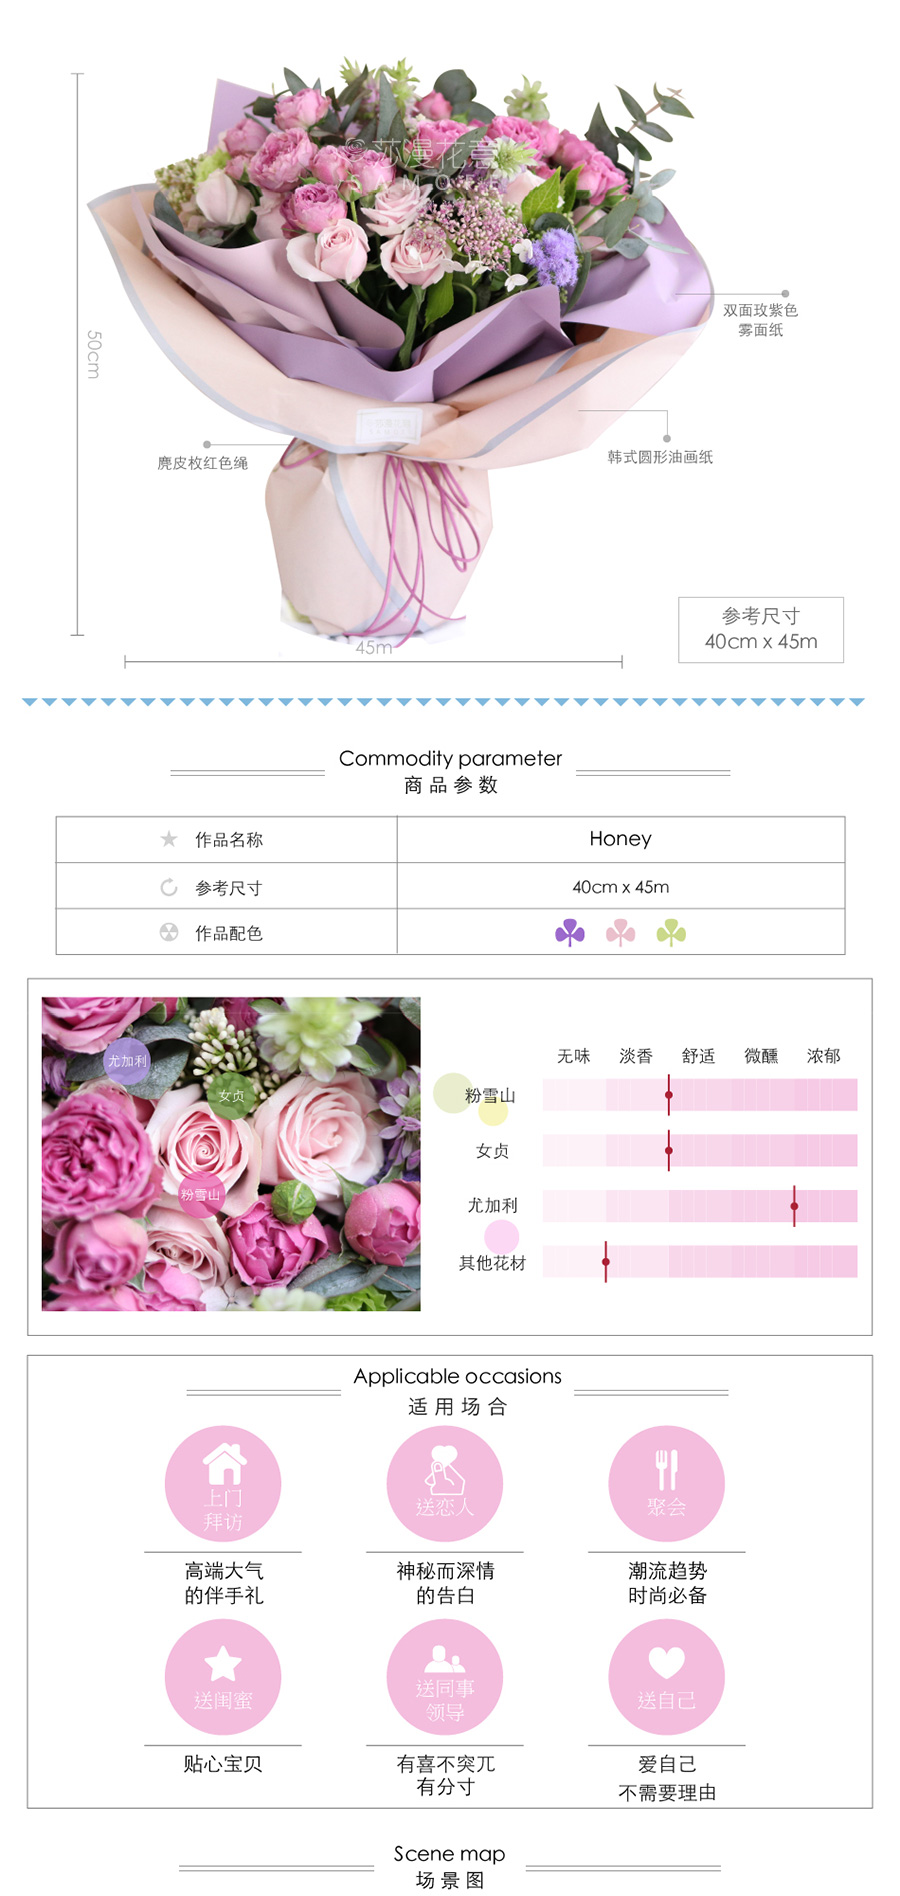 莎漫花意
SAMO
50cm
双面玫紫色
雾面纸
麂皮枚红色绳
韩式圆形油画纸
45m
参考尺寸
40cm x 45m
Commodity parameter
商品参数
作品名称
Honey
参考尺寸
40cm x 45m
作品配色
尤加利
女贞
粉雪山
无味 淡香 舒适 微醺 浓郁
粉雪山
女贞
尤加利
其他花材
Applicable occasions
适用场合
上门
拜访
高端大气
的伴手礼
送恋人
神秘而深情
的告白
聚会
潮流趋势
时尚必备
送闺蜜
贴心宝贝
送同事
领导
有喜不突兀
有分寸
送自己
爱自己
不需要理由
Scene map
场景图